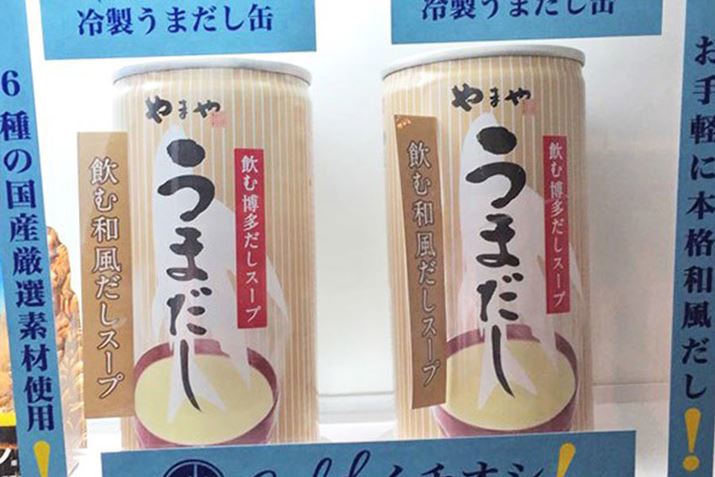 冷製うまだし缶
冷製うまだし缶
6種の国産厳選素材使用!
お手軽に本格和風だし!
やまや
うまだし
飲む博多だしスープ
飲む和風だしスープ
やまや
うまだし
飲む博多だしスープ
飲む和風だしスープ
イチオシ!